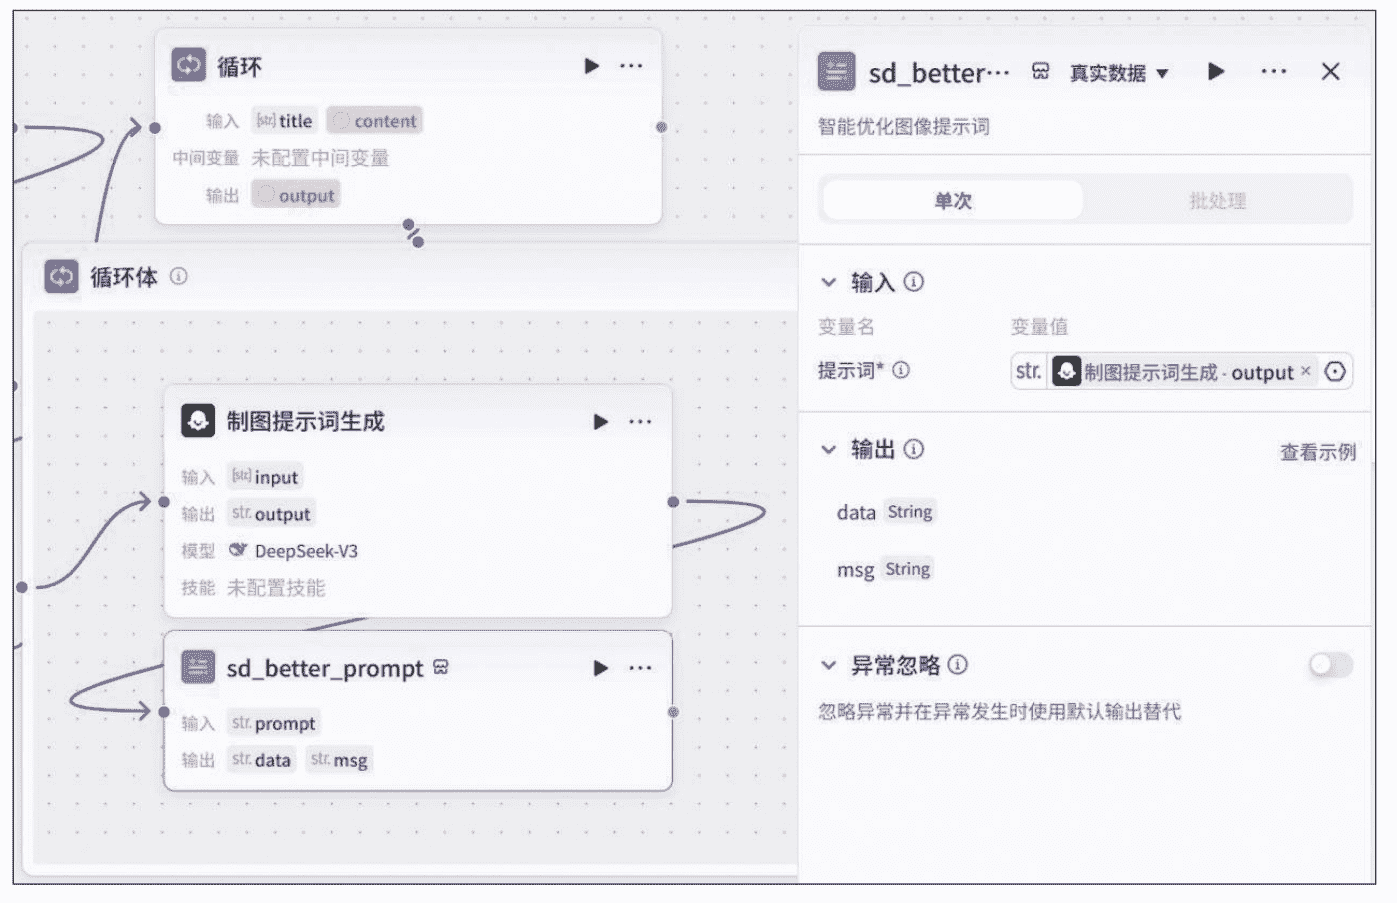 循环
输入 [str] title content
中间变量 未配置中间变量
输出 output
循环体
制图提示词生成
输入 [str] input
输出 str. output
模型 DeepSeek-V3
技能 未配置技能
sd_better_prompt
输入 str. prompt
输出 str. data str. msg
sd_better··· 真实数据
智能优化图像提示词
单次 批处理
输入
变量名 变量值
提示词* str. 制图提示词生成 - output ×
输出 查看示例
data String
msg String
异常忽略
忽略异常并在异常发生时使用默认输出替代